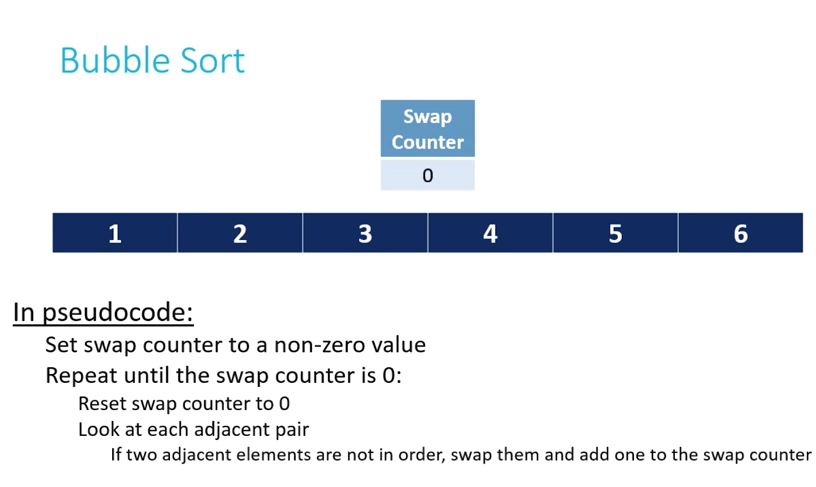 Bubble Sort
Swap
Counter
0
1 2 3 4 5 6
In pseudocode:
Set swap counter to a non-zero value
Repeat until the swap counter is 0:
Reset swap counter to 0
Look at each adjacent pair
If two adjacent elements are not in order, swap them and add one to the swap counter